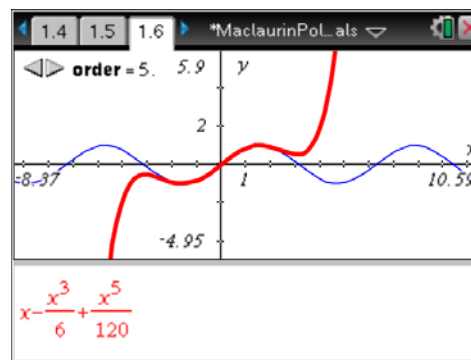 1.4 1.5 1.6 *MaclaurinPol…als
order = 5. 5.9 y
2
x
-8.37 1 10.59
-4.95
x-x^3/6+x^5/120